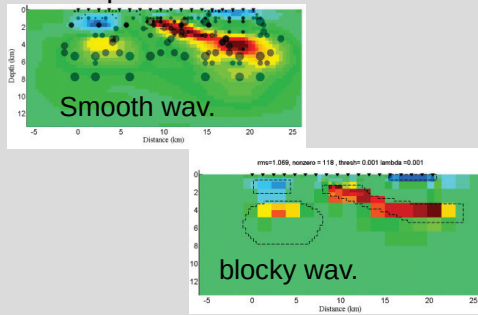 0
2
4
6
8
10
12
Depth (km)
Smooth wav.
-5 0 5 10 15 20 25
Distance (km)
rms=1.069, nonzero = 118 , thresh= 0.001 lambda =0.001
0
2
4
6
8
10
12
blocky wav.
-5 0 5 10 15 20 25
Distance (km)